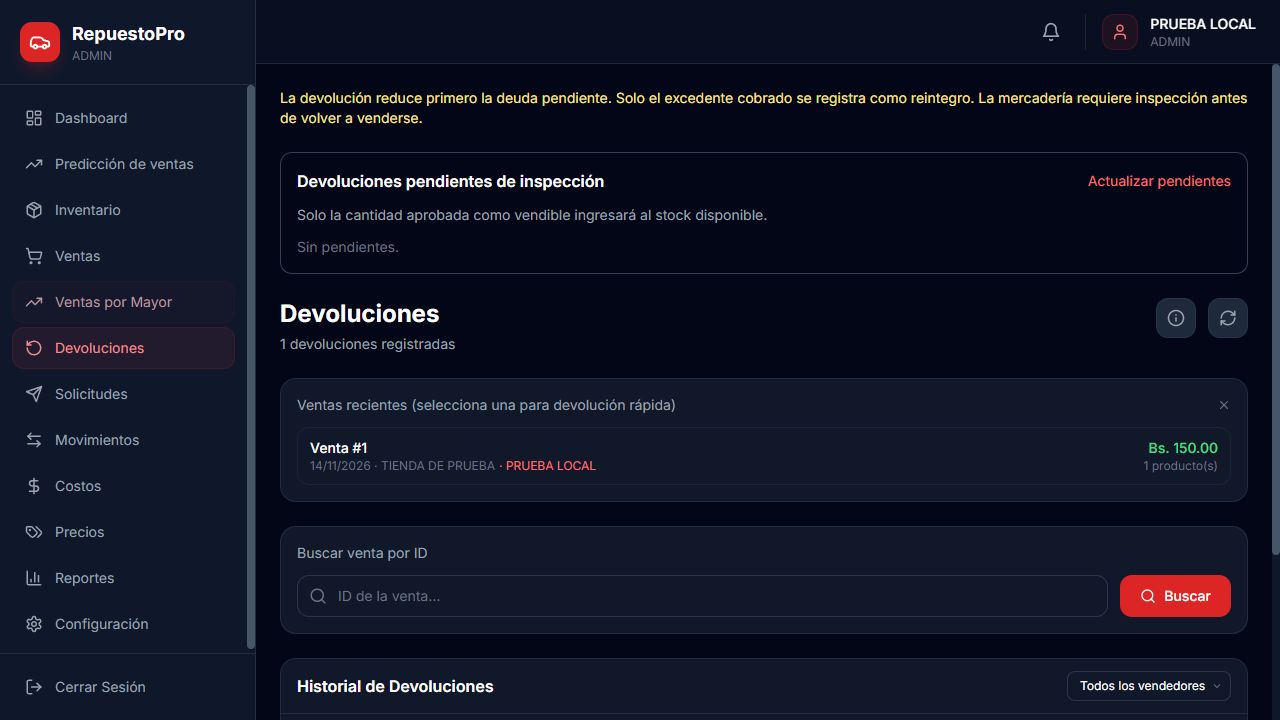 RepuestoPro
ADMIN
PRUEBA LOCAL
ADMIN
Dashboard
Predicción de ventas
Inventario
Ventas
Ventas por Mayor
Devoluciones
Solicitudes
Movimientos
Costos
Precios
Reportes
Configuración
Cerrar Sesión
La devolución reduce primero la deuda pendiente. Solo el excedente cobrado se registra como reintegro. La mercadería requiere inspección antes
de volver a venderse.
Devoluciones pendientes de inspección
Actualizar pendientes
Solo la cantidad aprobada como vendible ingresará al stock disponible.
Sin pendientes.
Devoluciones
1 devoluciones registradas
Ventas recientes (selecciona una para devolución rápida)
Venta #1
Bs. 150.00
14/11/2026 · TIENDA DE PRUEBA · PRUEBA LOCAL
1 producto(s)
Buscar venta por ID
ID de la venta...
Buscar
Historial de Devoluciones
Todos los vendedores